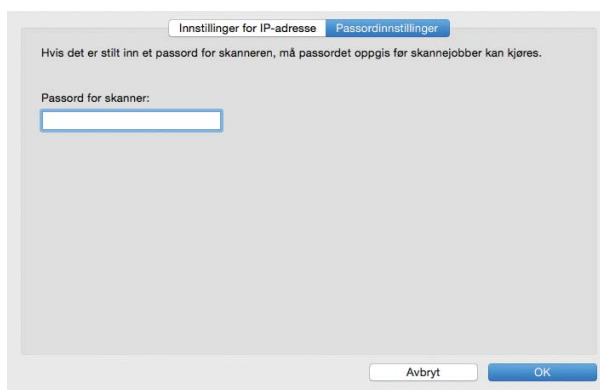 Innstillinger for IP-adresse Passordinnstillinger
Hvis det er stilt inn et passord for skanneren, må passordet oppgis før skannejobber kan kjøres.
Passord for skanner:
Avbryt OK